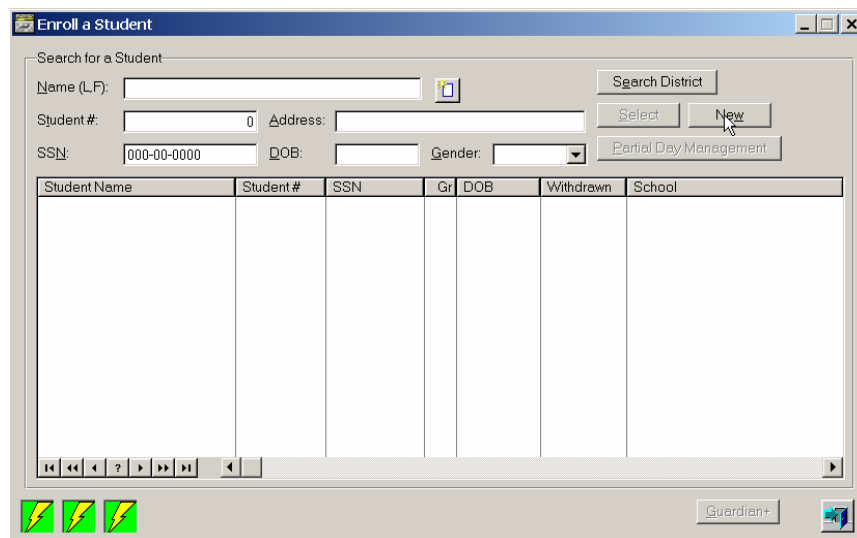 Enroll a Student
Search for a Student
Name (L,F):
Search District
Student #: 0 Address:
Select New
SSN: 000-00-0000 DOB: Gender:
Partial Day Management
Student Name Student # SSN Gr DOB Withdrawn School
?
Guardian+